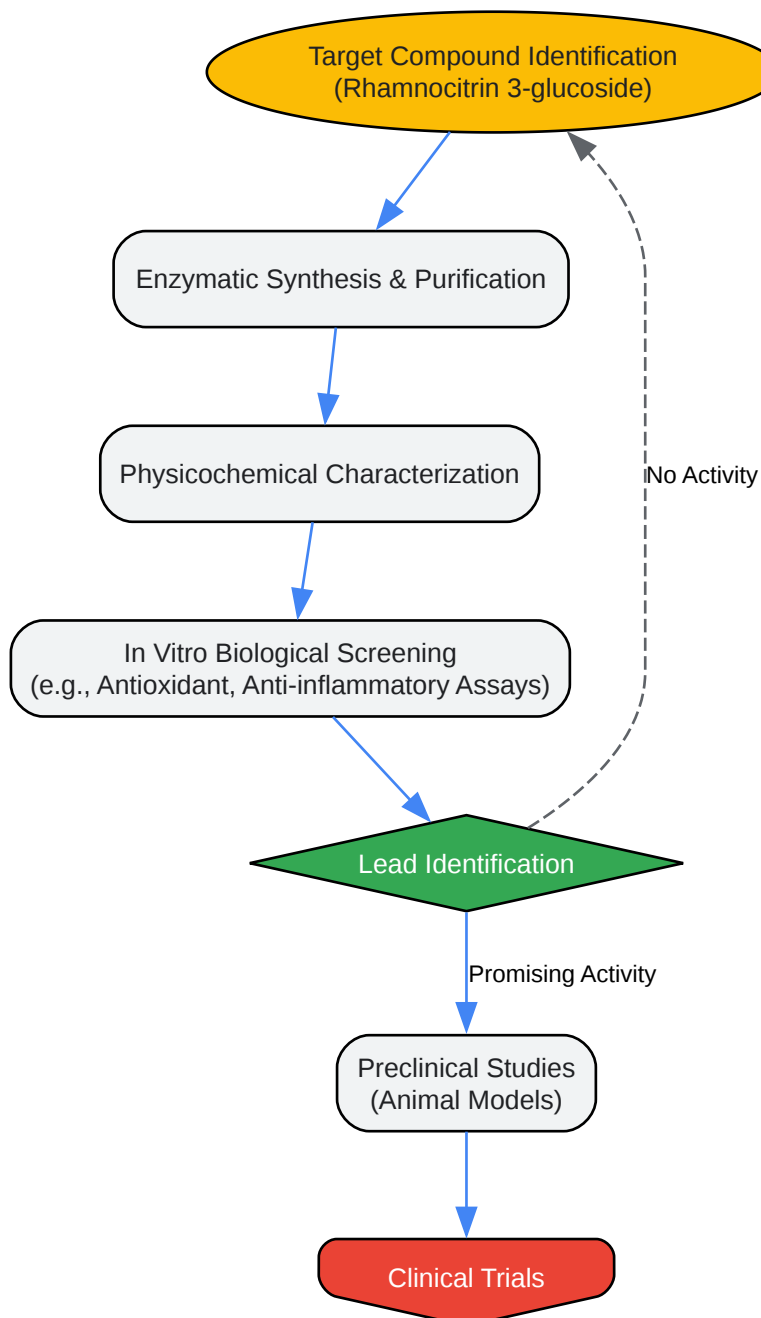 Target Compound Identification
(Rhamnocitrin 3-glucoside)
Enzymatic Synthesis & Purification
Physicochemical Characterization
No Activity
In Vitro Biological Screening
(e.g., Antioxidant, Anti-inflammatory Assays)
Lead Identification
Promising Activity
Preclinical Studies
(Animal Models)
Clinical Trials